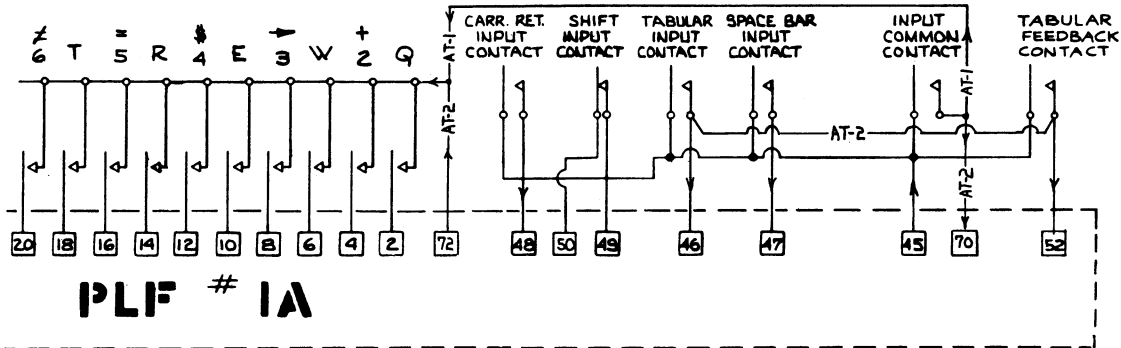 CARR. RET. INPUT CONTACT
SHIFT INPUT CONTACT
TABULAR INPUT CONTACT
SPACE BAR INPUT CONTACT
INPUT COMMON CONTACT
TABULAR FEEDBACK CONTACT
≠ = $ → +
6 T 5 R 4 E 3 W 2 Q
AT-1
AT-2
AT-1
AT-2
AT-2
20 18 16 14 12 10 8 6 4 2 72 48 50 49 46 47 45 70 52
PLF # 1A